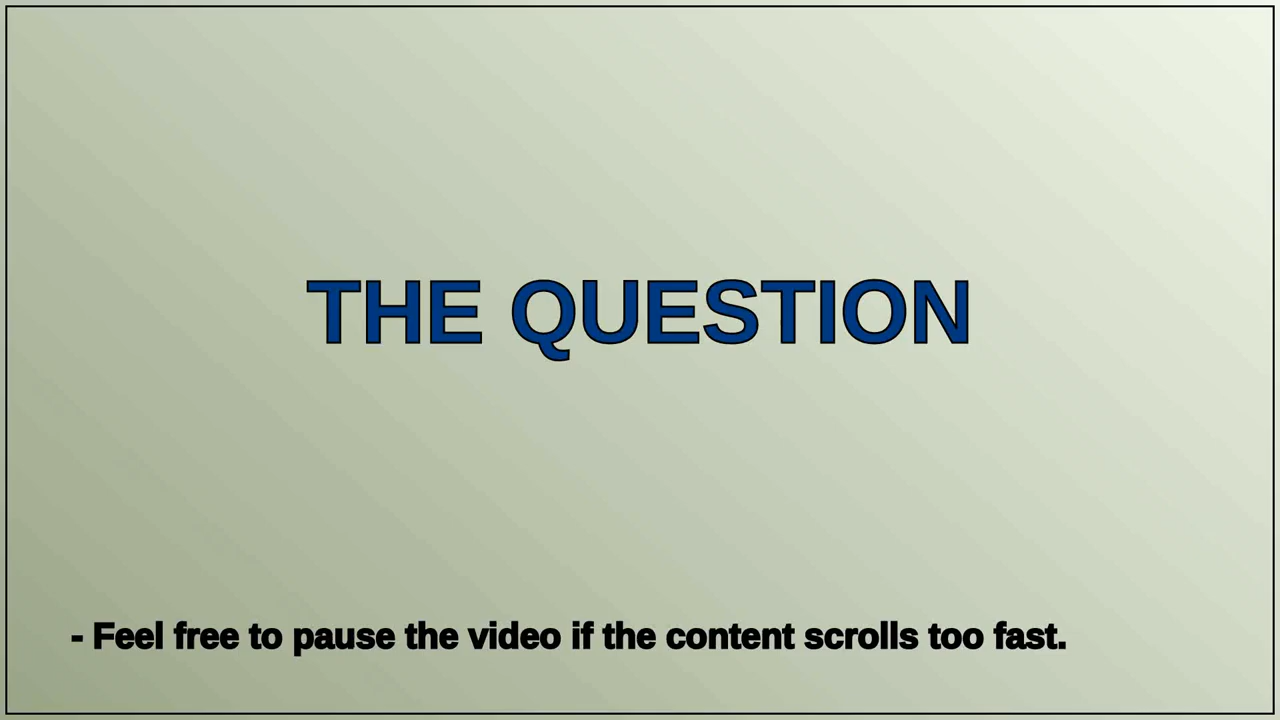 THE QUESTION
- Feel free to pause the video if the content scrolls too fast.